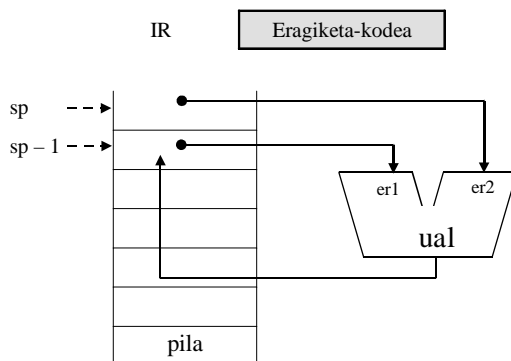 IR Eragiketa-kodea
sp
sp – 1
er1 er2
ual
pila